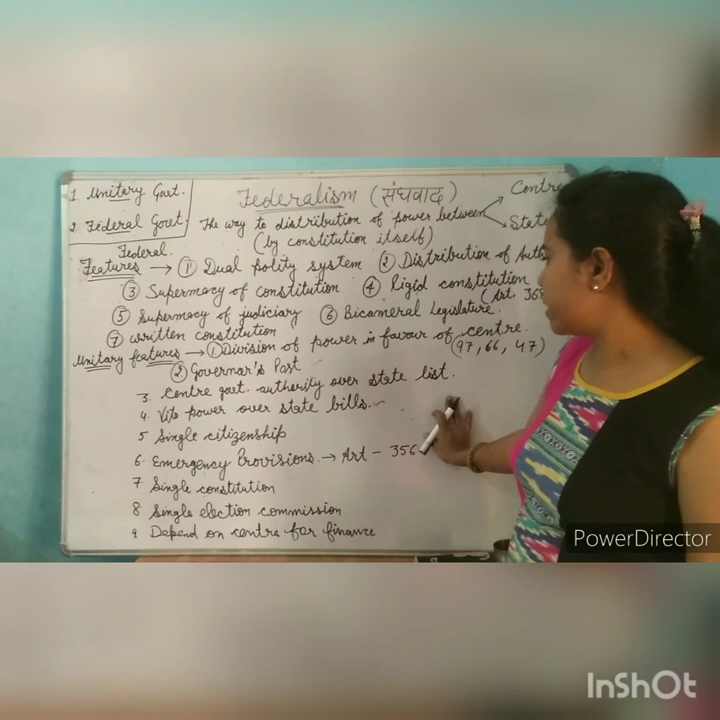 1 Unitary Govt.
2 Federal Govt.
Federalism (संघवाद)
The way to distribution of power between
Centre
State
(by constitution itself)
Federal
Features → ① Dual polity system ② Distribution of Auth
③ Supermacy of constitution ④ Rigid constitution
(Art. 368
⑤ Supermacy of judiciary ⑥ Bicameral Legislature.
⑦ written constitution
Unitary features → ① Division of power in favour of centre.
(97, 66, 47)
② Governor's Post
3. Centre govt. authority over state list.
4. Vito power over state bills.
5 Single citizenship
6. Emergency Provisions. → Art - 356
7 Single constitution
8 Single election commission
9 Depend on centre for finance
PowerDirector
InShOt